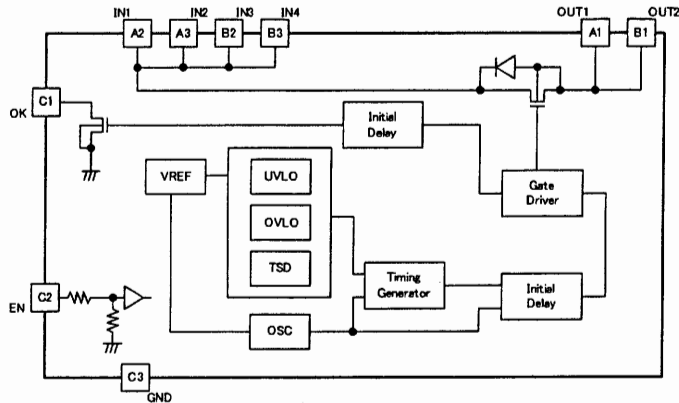 IN1 IN2 IN3 IN4 OUT1 OUT2
A2 A3 B2 B3 A1 B1
C1
OK
Initial
Delay
VREF
UVLO
OVLO
TSD
Gate
Driver
Timing
Generator
Initial
Delay
C2
EN
OSC
C3
GND